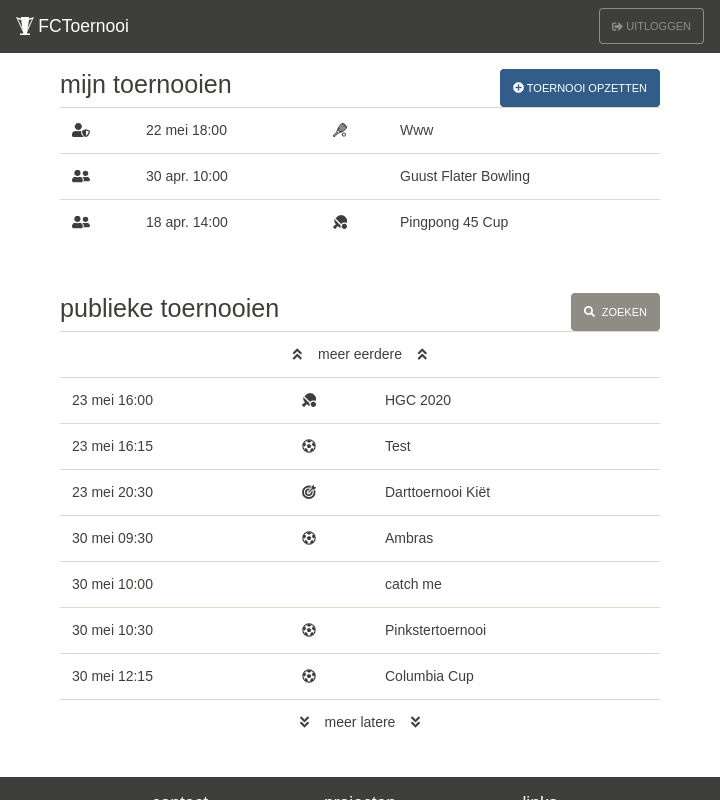 FCToernooi
UITLOGGEN
mijn toernooien
TOERNOOI OPZETTEN
22 mei 18:00 Www
30 apr. 10:00 Guust Flater Bowling
18 apr. 14:00 Pingpong 45 Cup
publieke toernooien
ZOEKEN
meer eerdere
23 mei 16:00 HGC 2020
23 mei 16:15 Test
23 mei 20:30 Darttoernooi Kiët
30 mei 09:30 Ambras
30 mei 10:00 catch me
30 mei 10:30 Pinkstertoernooi
30 mei 12:15 Columbia Cup
meer latere
contact projecten links